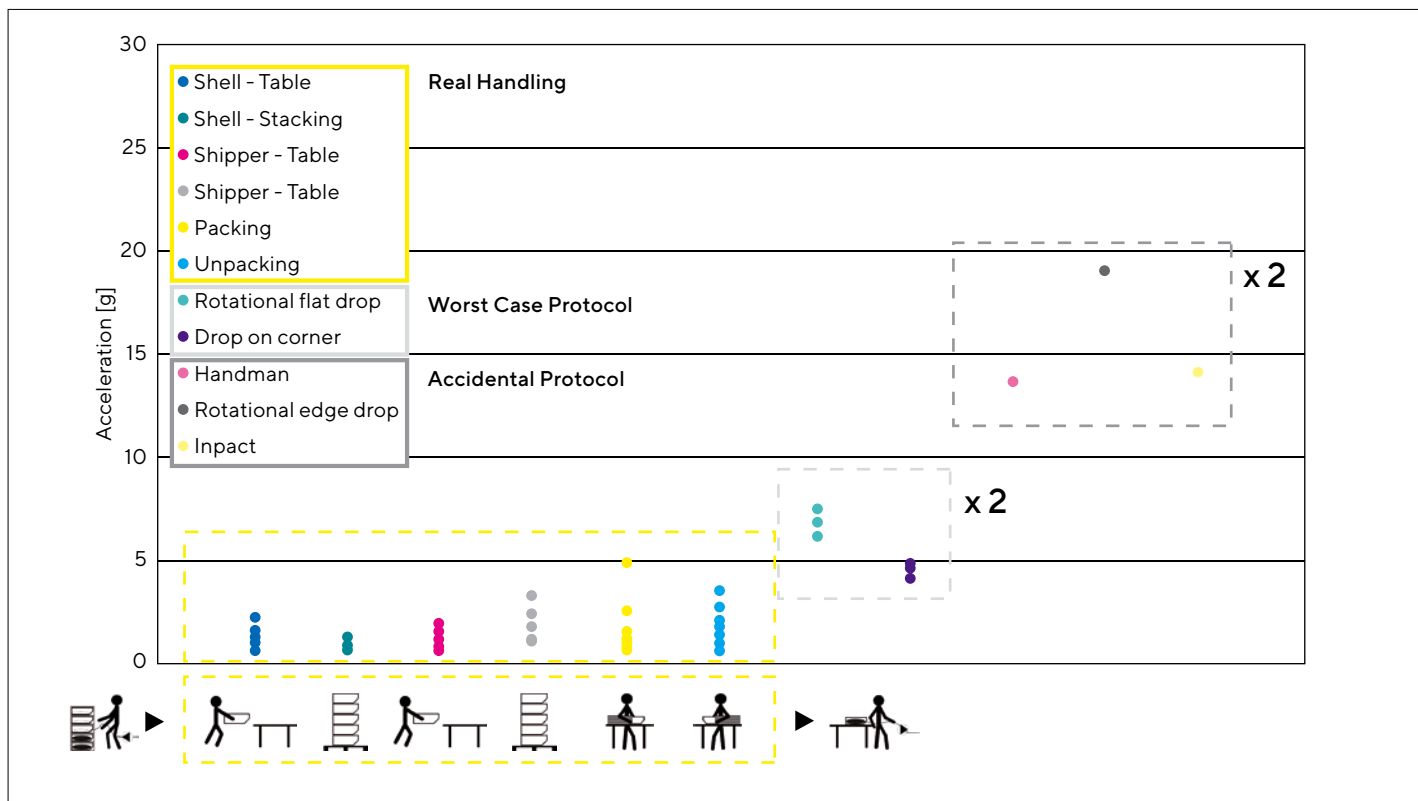 30
25
20
15
10
5
0
Acceleration [g]
Shell - Table
Shell - Stacking
Shipper - Table
Shipper - Table
Packing
Unpacking
Real Handling
Rotational flat drop
Drop on corner
Worst Case Protocol
Handman
Rotational edge drop
Inpact
Accidental Protocol
x 2
x 2